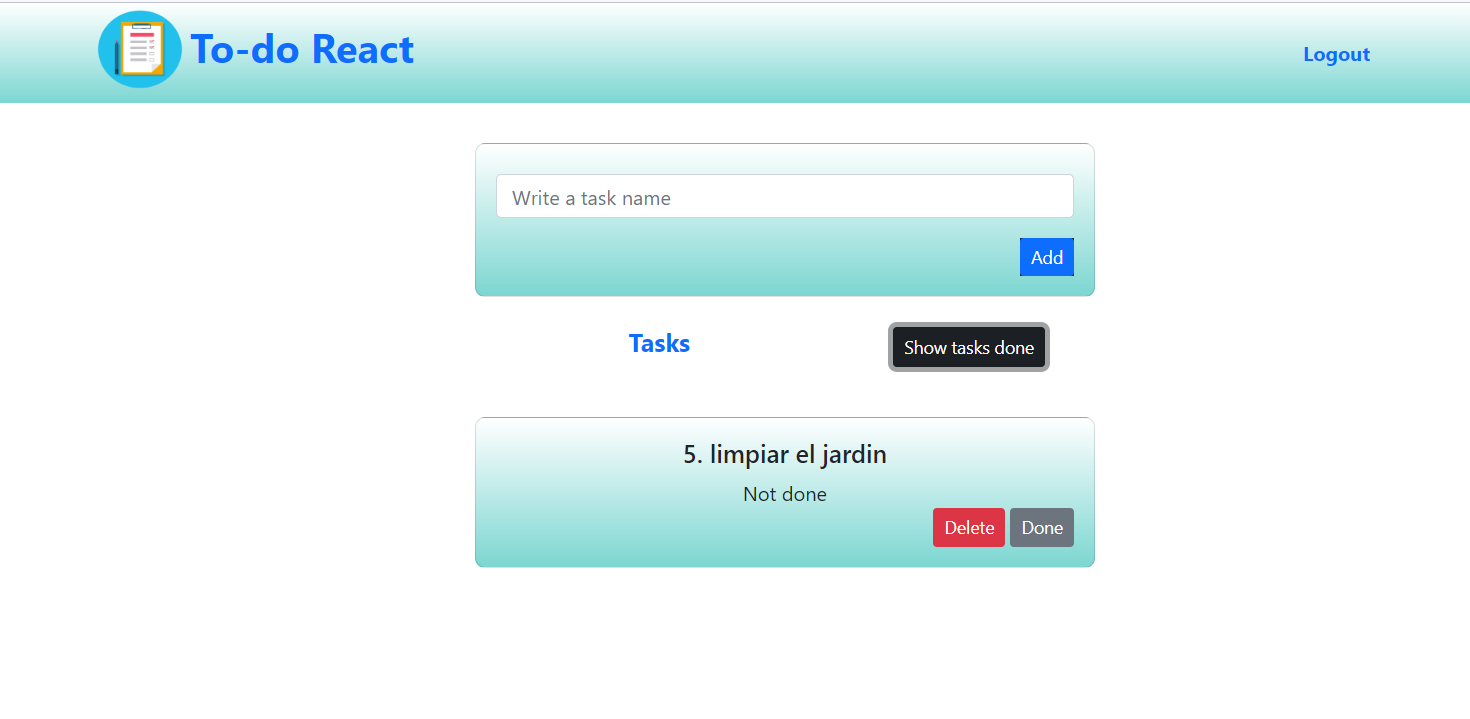 To-do React
Logout
Write a task name
Add
Tasks
Show tasks done
5. limpiar el jardin
Not done
Delete
Done